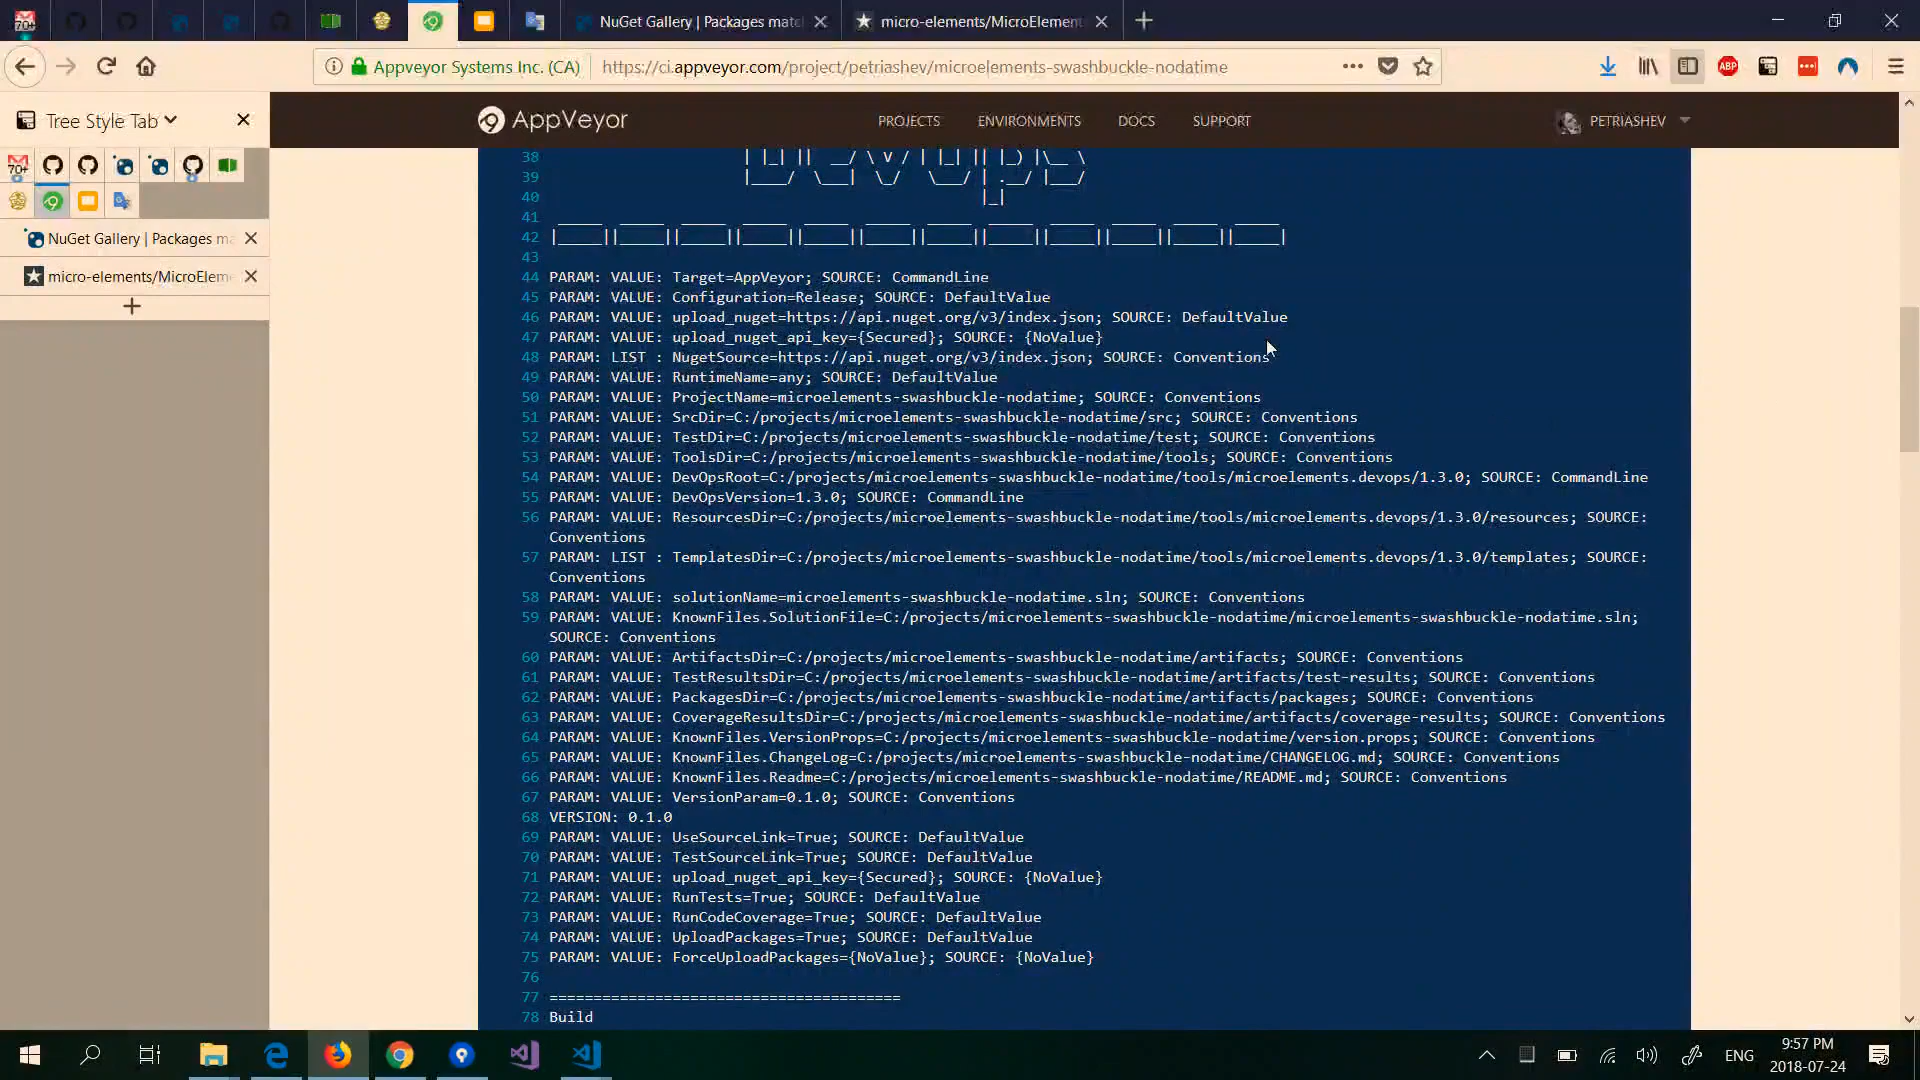 NuGet Gallery | Packages mat
micro-elements/MicroElement
Appveyor Systems Inc. (CA)
https://ci.appveyor.com/project/petriashev/microelements-swashbuckle-nodatime
ABP
Tree Style Tab
AppVeyor
PROJECTS
ENVIRONMENTS
DOCS
SUPPORT
PETRIASHEV
70+
NuGet Gallery | Packages ma
micro-elements/MicroEleme
38
39
40
41
42
43
44 PARAM: VALUE: Target=AppVeyor; SOURCE: CommandLine
45 PARAM: VALUE: Configuration=Release; SOURCE: DefaultValue
46 PARAM: VALUE: upload_nuget=https://api.nuget.org/v3/index.json; SOURCE: DefaultValue
47 PARAM: VALUE: upload_nuget_api_key={Secured}; SOURCE: {NoValue}
48 PARAM: LIST : NugetSource=https://api.nuget.org/v3/index.json; SOURCE: Conventions
49 PARAM: VALUE: RuntimeName=any; SOURCE: DefaultValue
50 PARAM: VALUE: ProjectName=microelements-swashbuckle-nodatime; SOURCE: Conventions
51 PARAM: VALUE: SrcDir=C:/projects/microelements-swashbuckle-nodatime/src; SOURCE: Conventions
52 PARAM: VALUE: TestDir=C:/projects/microelements-swashbuckle-nodatime/test; SOURCE: Conventions
53 PARAM: VALUE: ToolsDir=C:/projects/microelements-swashbuckle-nodatime/tools; SOURCE: Conventions
54 PARAM: VALUE: DevOpsRoot=C:/projects/microelements-swashbuckle-nodatime/tools/microelements.devops/1.3.0; SOURCE: CommandLine
55 PARAM: VALUE: DevOpsVersion=1.3.0; SOURCE: CommandLine
56 PARAM: VALUE: ResourcesDir=C:/projects/microelements-swashbuckle-nodatime/tools/microelements.devops/1.3.0/resources; SOURCE:
Conventions
57 PARAM: LIST : TemplatesDir=C:/projects/microelements-swashbuckle-nodatime/tools/microelements.devops/1.3.0/templates; SOURCE:
Conventions
58 PARAM: VALUE: solutionName=microelements-swashbuckle-nodatime.sln; SOURCE: Conventions
59 PARAM: VALUE: KnownFiles.SolutionFile=C:/projects/microelements-swashbuckle-nodatime/microelements-swashbuckle-nodatime.sln;
SOURCE: Conventions
60 PARAM: VALUE: ArtifactsDir=C:/projects/microelements-swashbuckle-nodatime/artifacts; SOURCE: Conventions
61 PARAM: VALUE: TestResultsDir=C:/projects/microelements-swashbuckle-nodatime/artifacts/test-results; SOURCE: Conventions
62 PARAM: VALUE: PackagesDir=C:/projects/microelements-swashbuckle-nodatime/artifacts/packages; SOURCE: Conventions
63 PARAM: VALUE: CoverageResultsDir=C:/projects/microelements-swashbuckle-nodatime/artifacts/coverage-results; SOURCE: Conventions
64 PARAM: VALUE: KnownFiles.VersionProps=C:/projects/microelements-swashbuckle-nodatime/version.props; SOURCE: Conventions
65 PARAM: VALUE: KnownFiles.ChangeLog=C:/projects/microelements-swashbuckle-nodatime/CHANGELOG.md; SOURCE: Conventions
66 PARAM: VALUE: KnownFiles.Readme=C:/projects/microelements-swashbuckle-nodatime/README.md; SOURCE: Conventions
67 PARAM: VALUE: VersionParam=0.1.0; SOURCE: Conventions
68 VERSION: 0.1.0
69 PARAM: VALUE: UseSourceLink=True; SOURCE: DefaultValue
70 PARAM: VALUE: TestSourceLink=True; SOURCE: DefaultValue
71 PARAM: VALUE: upload_nuget_api_key={Secured}; SOURCE: {NoValue}
72 PARAM: VALUE: RunTests=True; SOURCE: DefaultValue
73 PARAM: VALUE: RunCodeCoverage=True; SOURCE: DefaultValue
74 PARAM: VALUE: UploadPackages=True; SOURCE: DefaultValue
75 PARAM: VALUE: ForceUploadPackages={NoValue}; SOURCE: {NoValue}
76
77 ========================================
78 Build
ENG
9:57 PM
2018-07-24